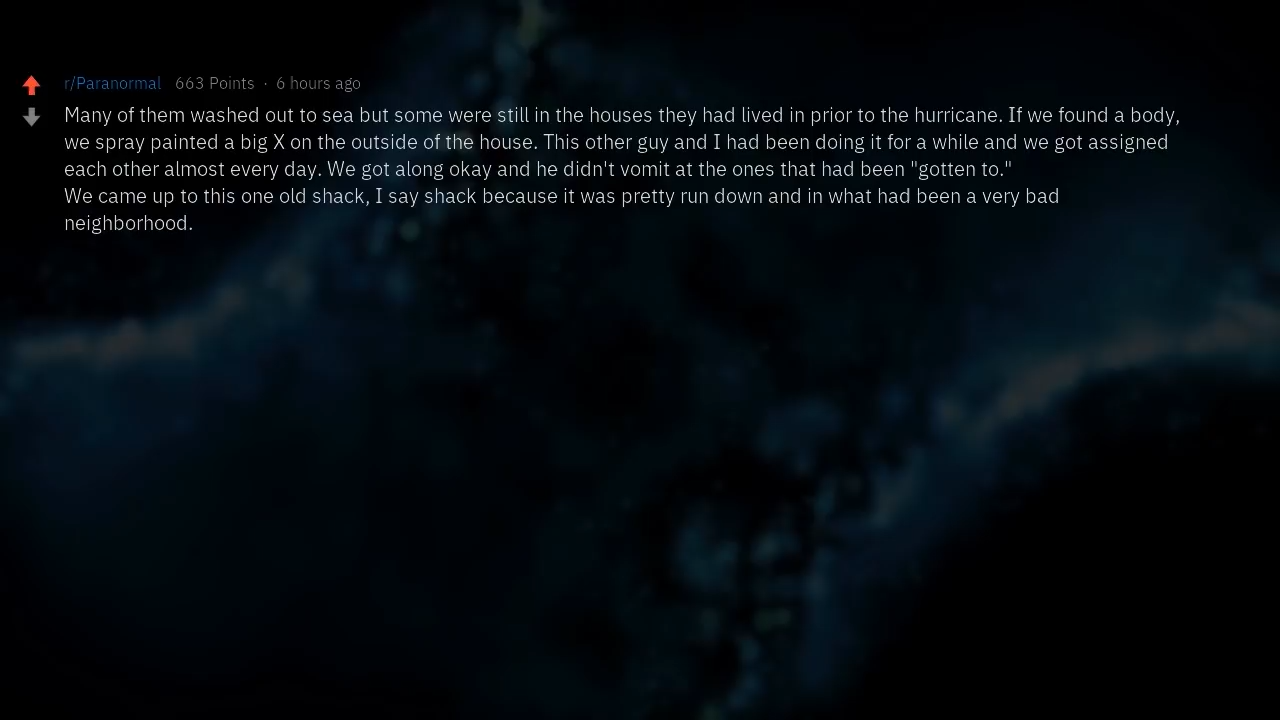 r/Paranormal 663 Points · 6 hours ago
Many of them washed out to sea but some were still in the houses they had lived in prior to the hurricane. If we found a body,
we spray painted a big X on the outside of the house. This other guy and I had been doing it for a while and we got assigned
each other almost every day. We got along okay and he didn't vomit at the ones that had been "gotten to."
We came up to this one old shack, I say shack because it was pretty run down and in what had been a very bad
neighborhood.